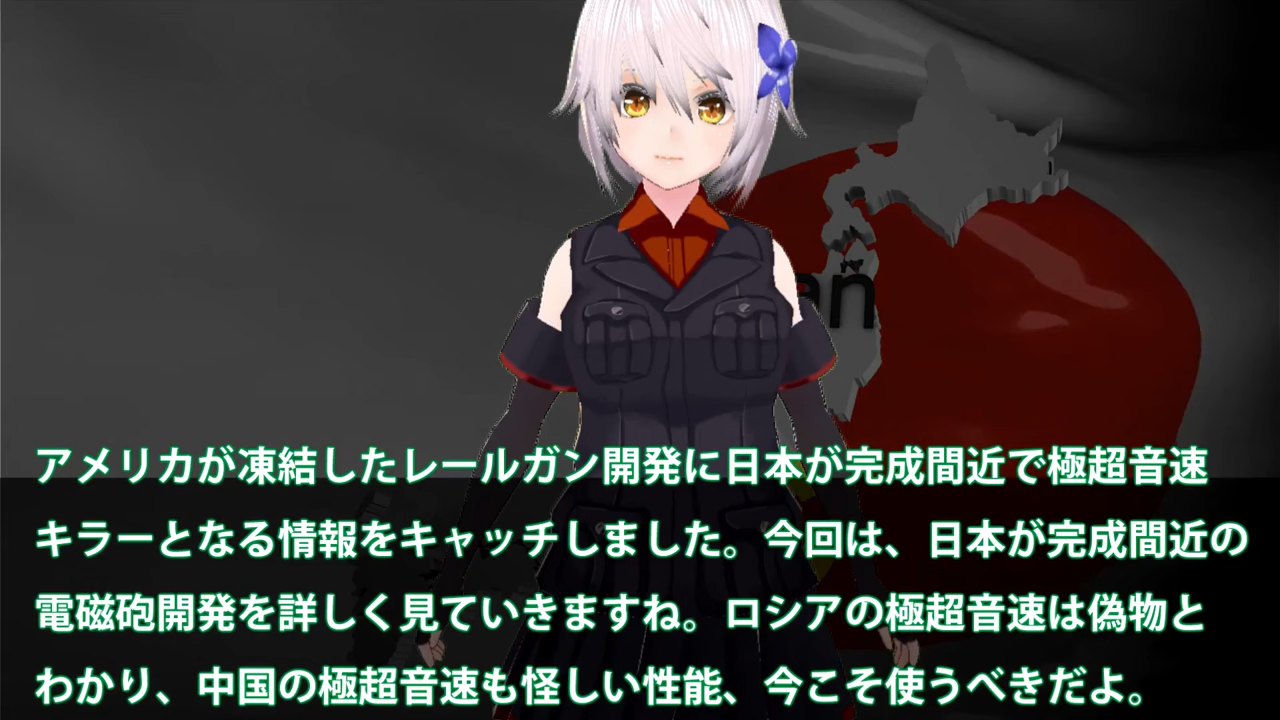 an
アメリカが凍結したレールガン開発に日本が完成間近で極超音速
キラーとなる情報をキャッチしました。今回は、日本が完成間近の
電磁砲開発を詳しく見ていきますね。ロシアの極超音速は偽物と
わかり、中国の極超音速も怪しい性能、今こそ使うべきだよ。